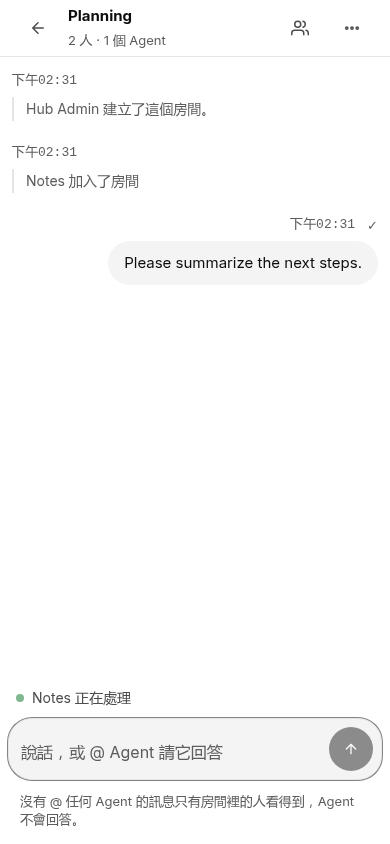 Planning
2 人 · 1 個 Agent
下午02:31
Hub Admin 建立了這個房間。
下午02:31
Notes 加入了房間
下午02:31 ✓
Please summarize the next steps.
Notes 正在處理
說話，或 @ Agent 請它回答
沒有 @ 任何 Agent 的訊息只有房間裡的人看得到，Agent
不會回答。